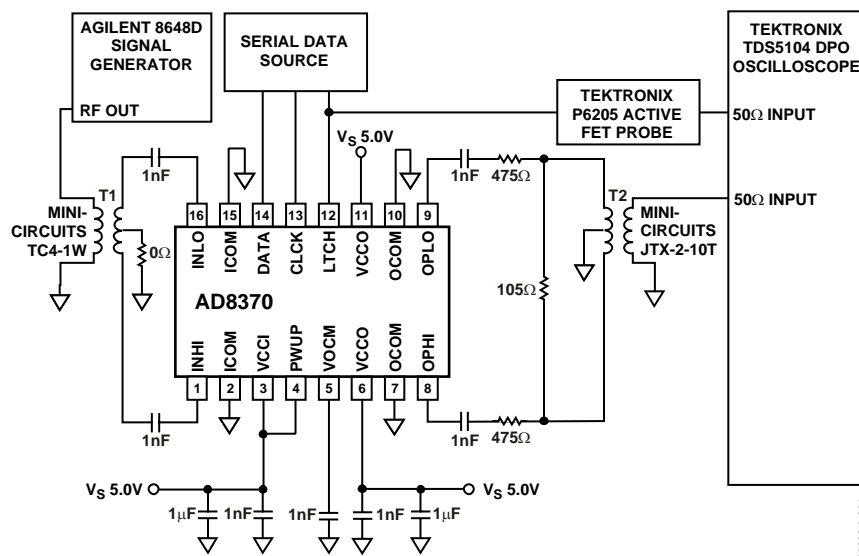 AGILENT 8648D
SIGNAL
GENERATOR
RF OUT
SERIAL DATA
SOURCE
TEKTRONIX
P6205 ACTIVE
FET PROBE
TEKTRONIX
TDS5104 DPO
OSCILLOSCOPE
50Ω INPUT
50Ω INPUT
VS 5.0V
1nF
1nF
475Ω
T1
T2
MINI-
CIRCUITS
TC4-1W
0Ω
MINI-
CIRCUITS
JTX-2-10T
105Ω
16 15 14 13 12 11 10 9
INLO ICOM DATA CLCK LTCH VCCO OCOM OPLO
AD8370
INHI ICOM VCCI PWUP VOCM VCCO OCOM OPHI
1 2 3 4 5 6 7 8
1nF
1nF
475Ω
VS 5.0V
VS 5.0V
1μF 1nF 1nF 1nF 1μF